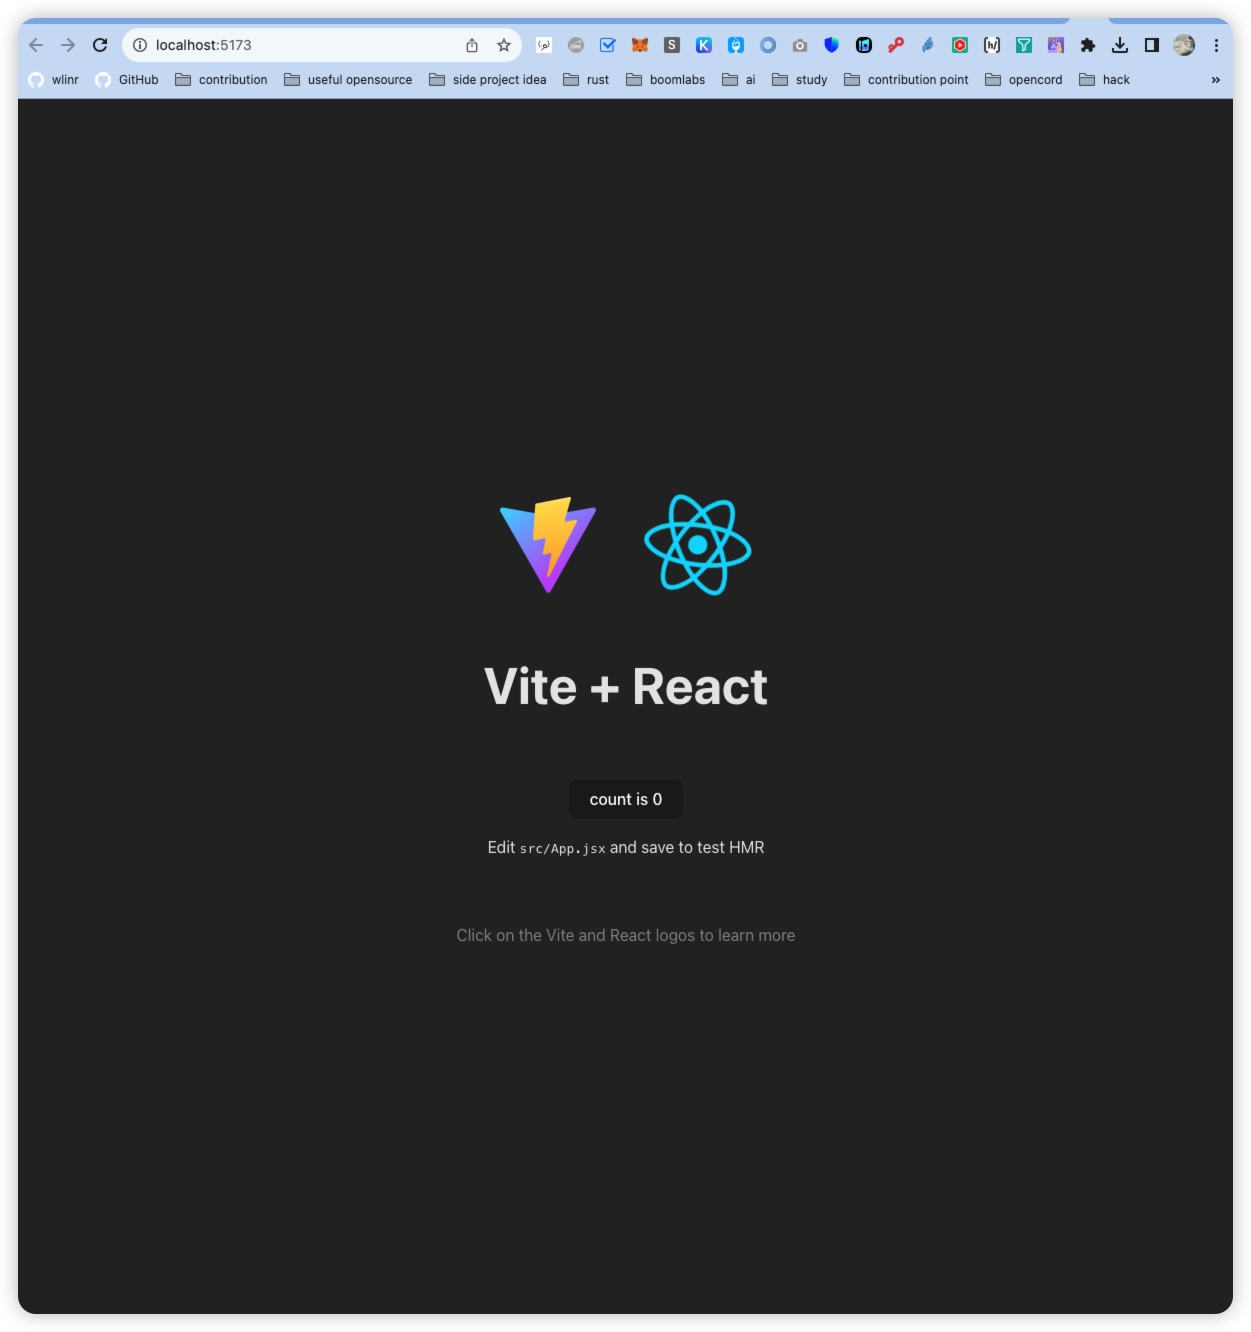 localhost:5173
wlinr GitHub contribution useful opensource side project idea rust boomlabs ai study contribution point opencord hack »
Vite + React
count is 0
Edit src/App.jsx and save to test HMR
Click on the Vite and React logos to learn more